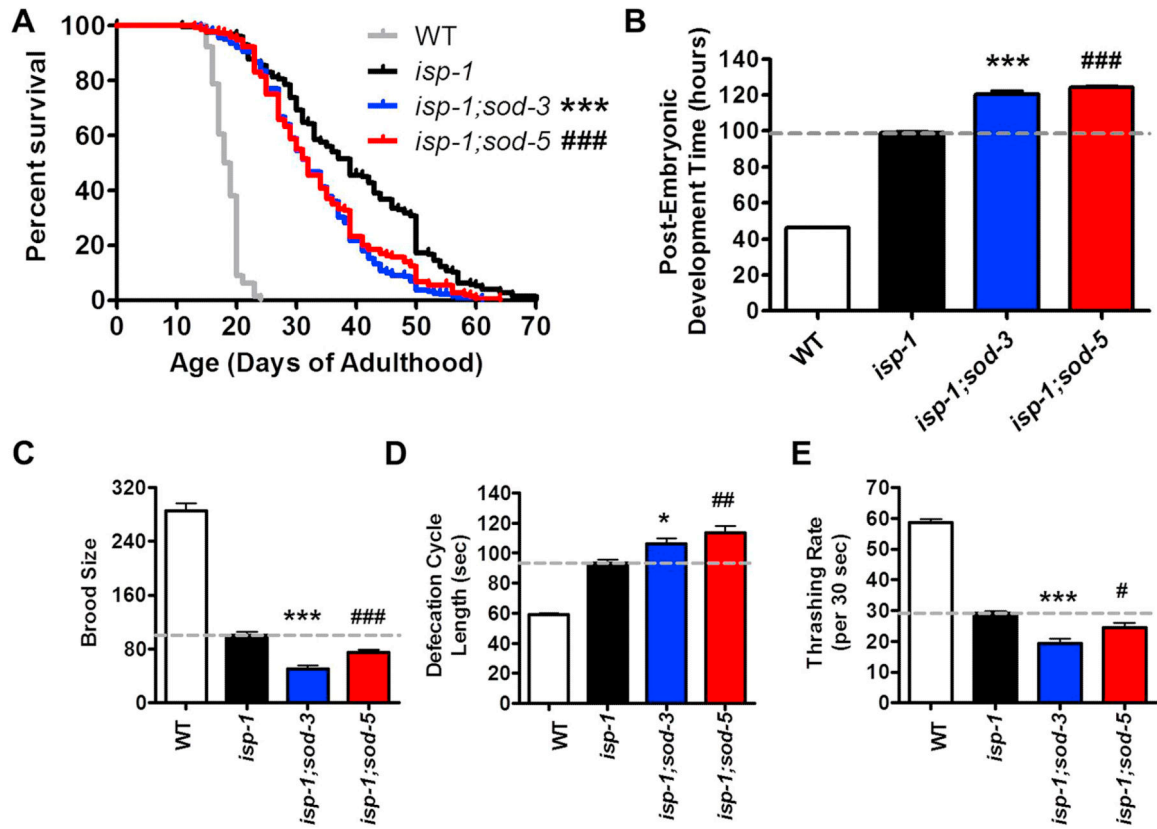 A
Percent survival
100
80
60
40
20
0
0 10 20 30 40 50 60 70
Age (Days of Adulthood)
WT
isp-1
isp-1;sod-3 ***
isp-1;sod-5 ###
B
Post-Embryonic
Development Time (hours)
140
120
100
80
60
40
20
0
*** ###
WT isp-1 isp-1;sod-3 isp-1;sod-5
C
Brood Size
320
240
160
80
0
*** ###
WT isp-1 isp-1;sod-3 isp-1;sod-5
D
Defecation Cycle
Length (sec)
140
120
100
80
60
40
20
0
* ##
WT isp-1 isp-1;sod-3 isp-1;sod-5
E
Thrashing Rate
(per 30 sec)
70
60
50
40
30
20
10
0
*** #
WT isp-1 isp-1;sod-3 isp-1;sod-5